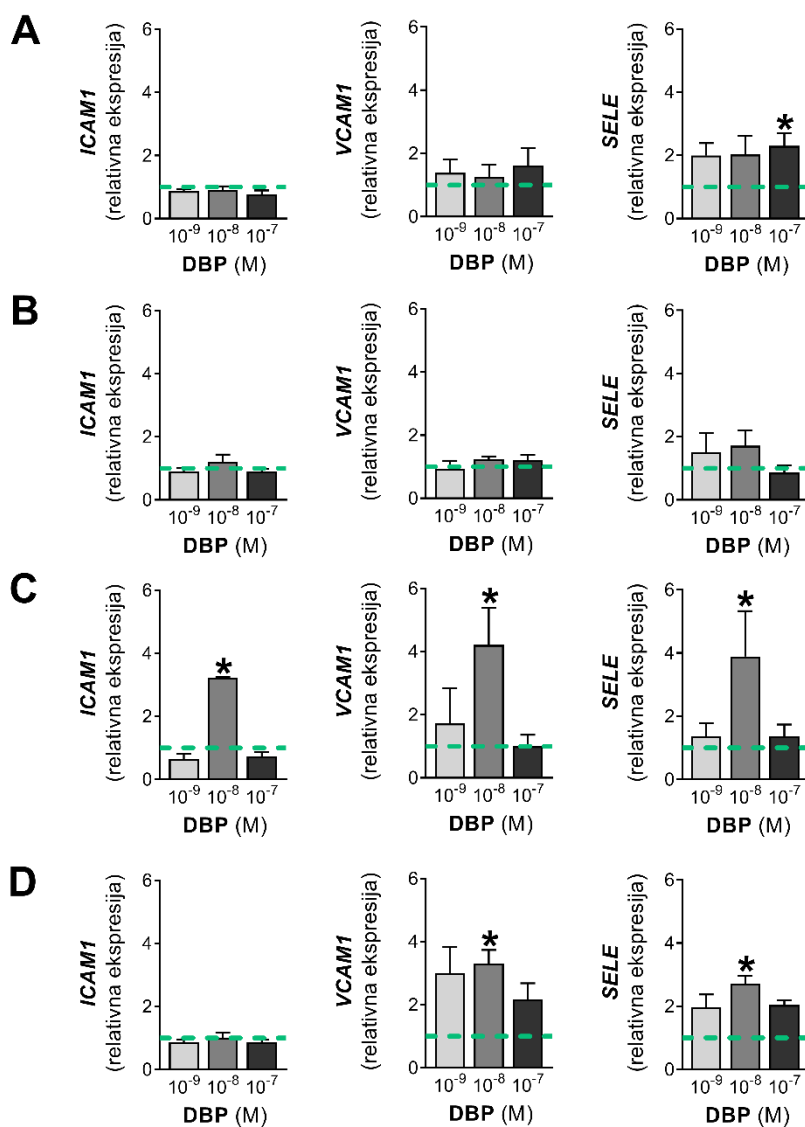 A
ICAM1
(relativna ekspresija)
6
4
2
0
10⁻⁹ 10⁻⁸ 10⁻⁷
DBP (M)
VCAM1
(relativna ekspresija)
6
4
2
0
10⁻⁹ 10⁻⁸ 10⁻⁷
DBP (M)
SELE
(relativna ekspresija)
6
4
2
0
*
10⁻⁹ 10⁻⁸ 10⁻⁷
DBP (M)
B
ICAM1
(relativna ekspresija)
6
4
2
0
10⁻⁹ 10⁻⁸ 10⁻⁷
DBP (M)
VCAM1
(relativna ekspresija)
6
4
2
0
10⁻⁹ 10⁻⁸ 10⁻⁷
DBP (M)
SELE
(relativna ekspresija)
6
4
2
0
10⁻⁹ 10⁻⁸ 10⁻⁷
DBP (M)
C
ICAM1
(relativna ekspresija)
6
4
2
0
*
10⁻⁹ 10⁻⁸ 10⁻⁷
DBP (M)
VCAM1
(relativna ekspresija)
6
4
2
0
*
10⁻⁹ 10⁻⁸ 10⁻⁷
DBP (M)
SELE
(relativna ekspresija)
6
4
2
0
*
10⁻⁹ 10⁻⁸ 10⁻⁷
DBP (M)
D
ICAM1
(relativna ekspresija)
6
4
2
0
10⁻⁹ 10⁻⁸ 10⁻⁷
DBP (M)
VCAM1
(relativna ekspresija)
6
4
2
0
*
10⁻⁹ 10⁻⁸ 10⁻⁷
DBP (M)
SELE
(relativna ekspresija)
6
4
2
0
*
10⁻⁹ 10⁻⁸ 10⁻⁷
DBP (M)